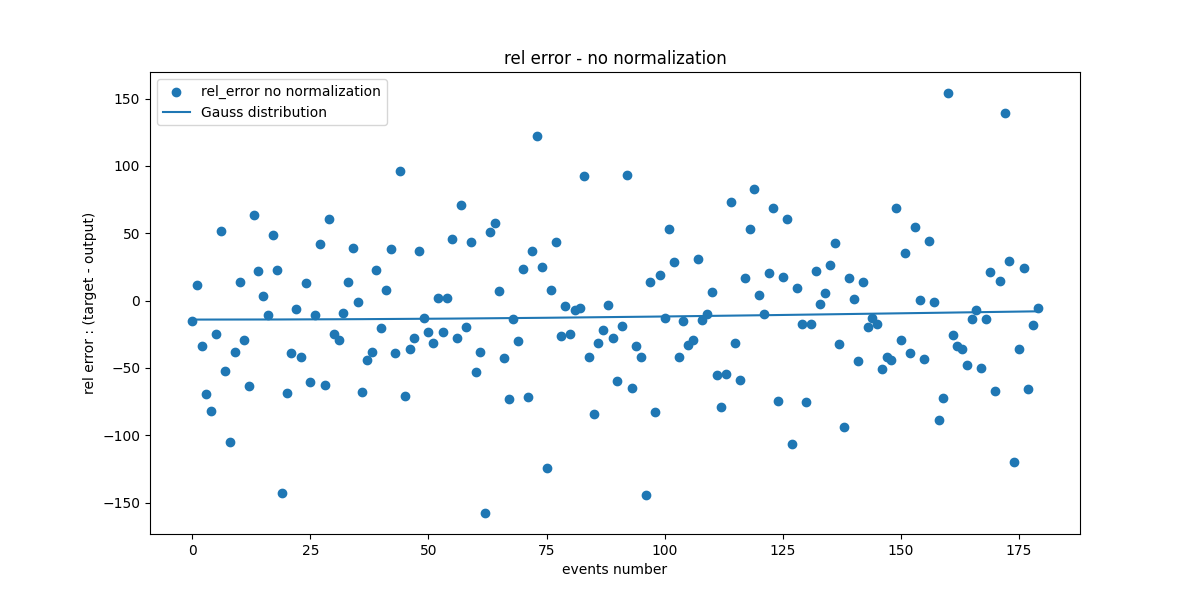 rel error - no normalization
rel_error no normalization
Gauss distribution
150
100
50
0
−50
−100
−150
rel error : (target - output)
0 25 50 75 100 125 150 175
events number